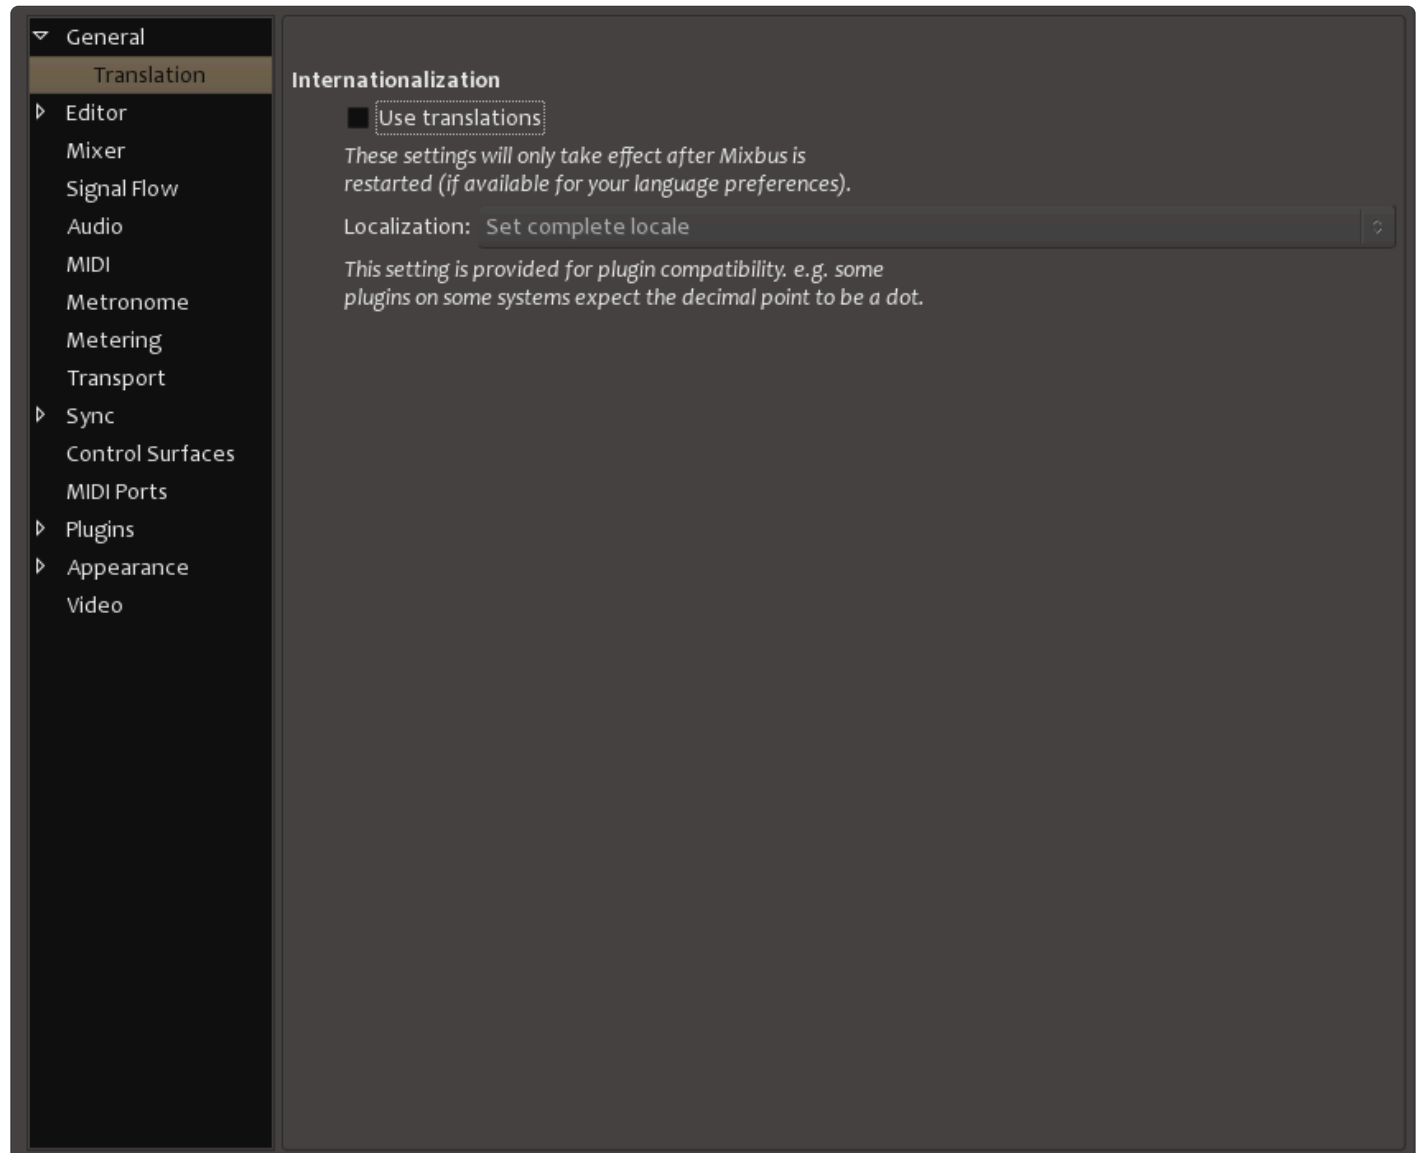 General
Translation
Editor
Mixer
Signal Flow
Audio
MIDI
Metronome
Metering
Transport
Sync
Control Surfaces
MIDI Ports
Plugins
Appearance
Video
Internationalization
Use translations
These settings will only take effect after Mixbus is
restarted (if available for your language preferences).
Localization: Set complete locale
This setting is provided for plugin compatibility. e.g. some
plugins on some systems expect the decimal point to be a dot.